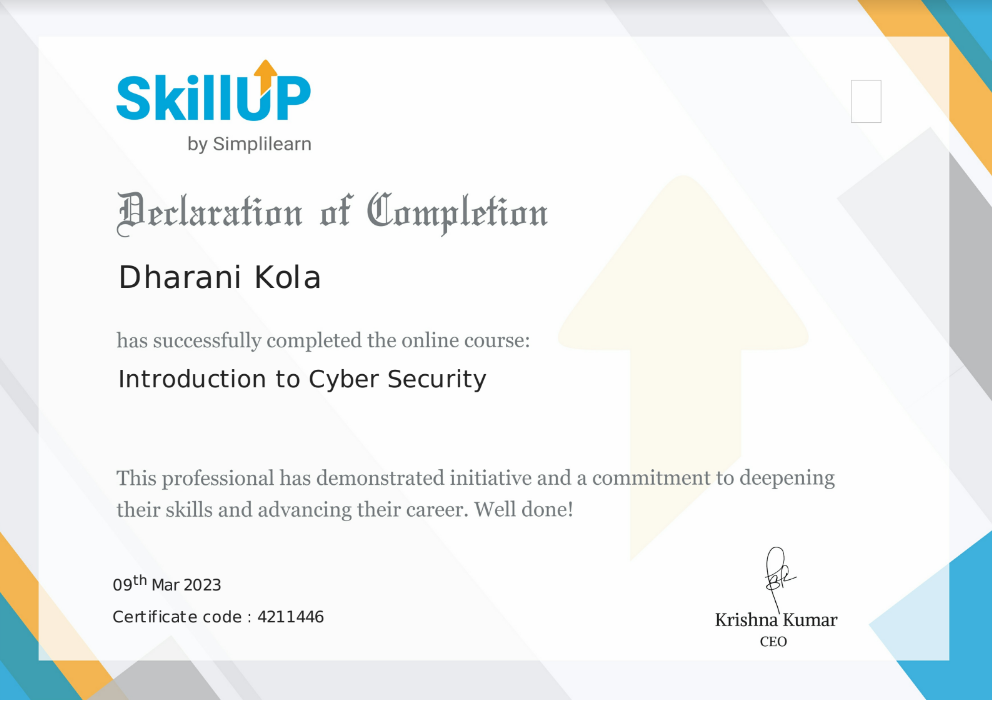 SkillUP
by Simplilearn
Declaration of Completion
Dharani Kola
has successfully completed the online course:
Introduction to Cyber Security
This professional has demonstrated initiative and a commitment to deepening
their skills and advancing their career. Well done!
09th Mar 2023
Certificate code : 4211446
Krishna Kumar
CEO